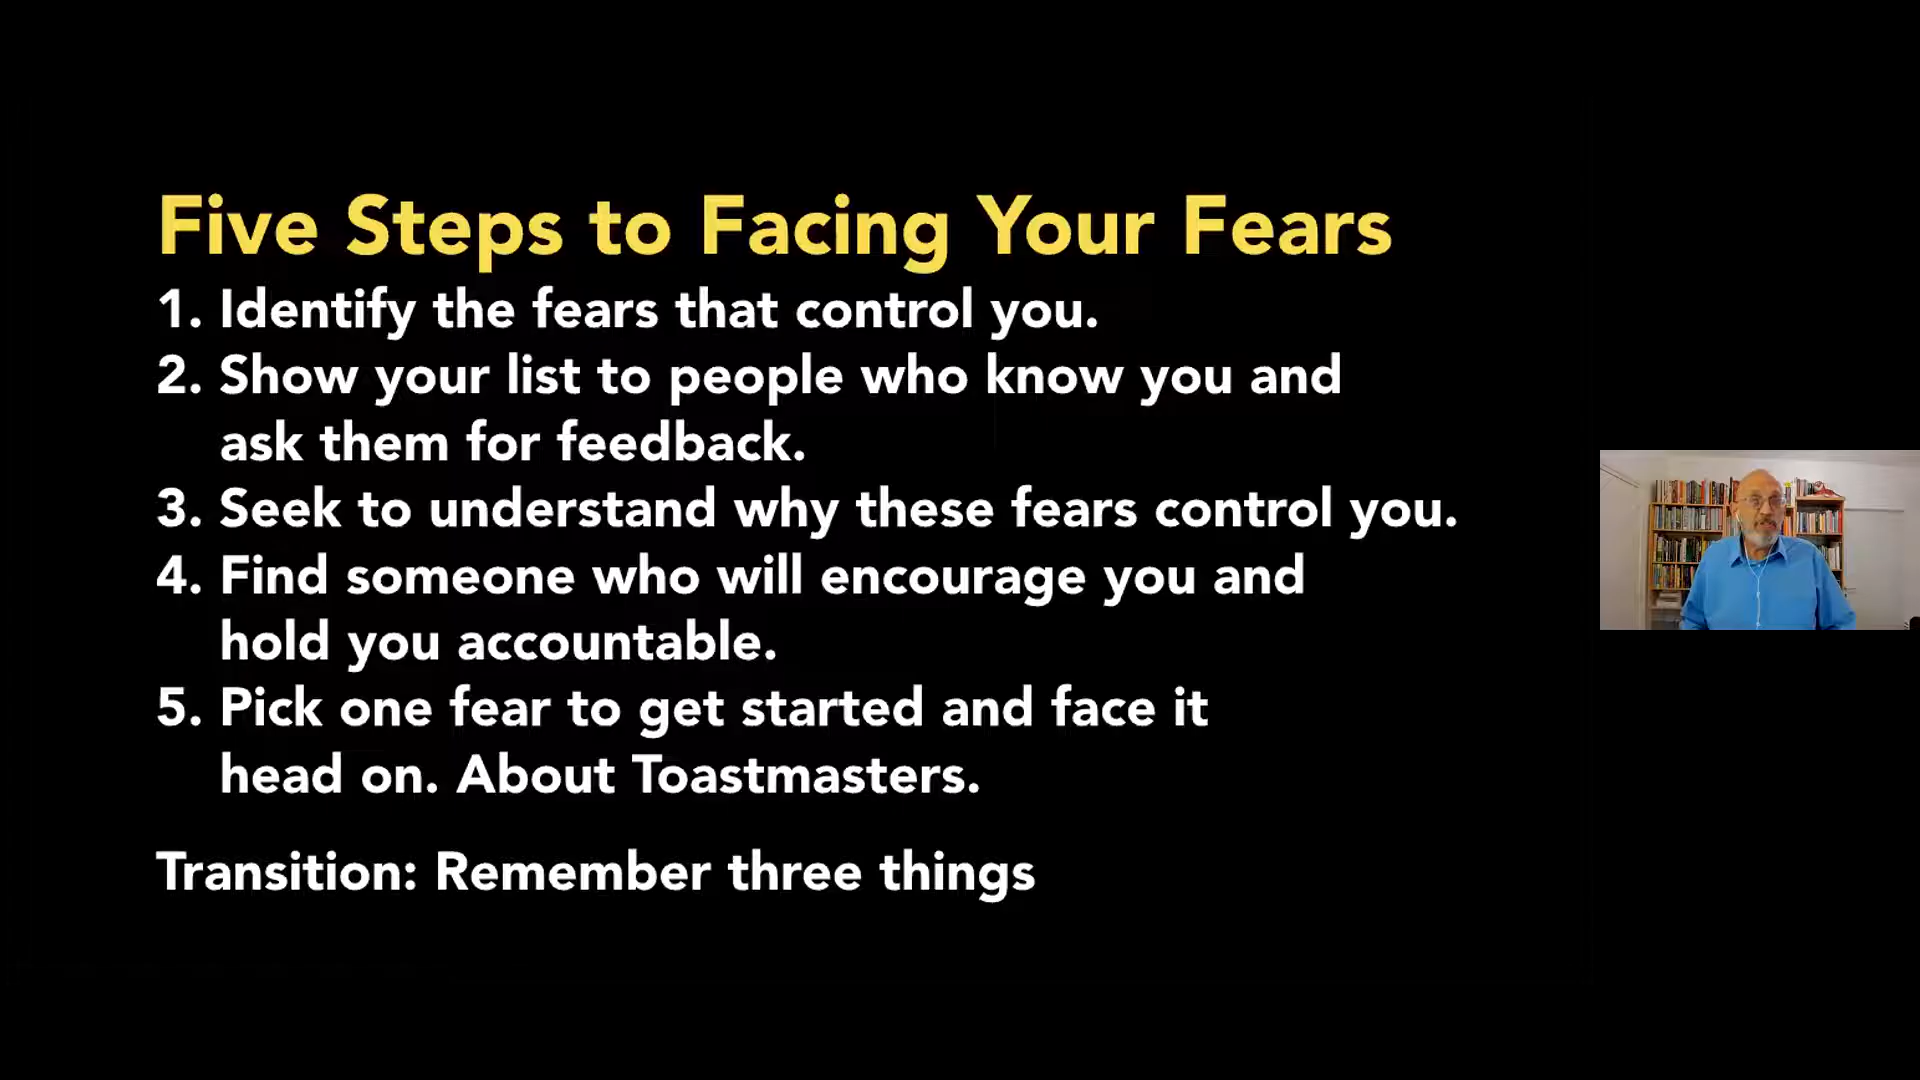 Five Steps to Facing Your Fears
1. Identify the fears that control you.
2. Show your list to people who know you and
ask them for feedback.
3. Seek to understand why these fears control you.
4. Find someone who will encourage you and
hold you accountable.
5. Pick one fear to get started and face it
head on. About Toastmasters.
Transition: Remember three things